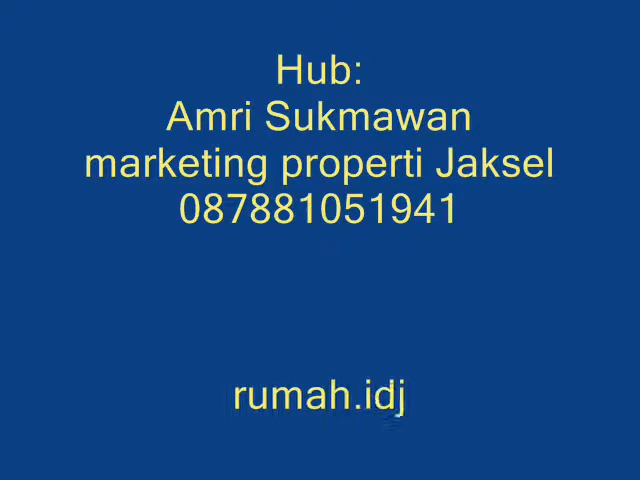 Hub:
Amri Sukmawan
marketing properti Jaksel
087881051941
rumah.idj